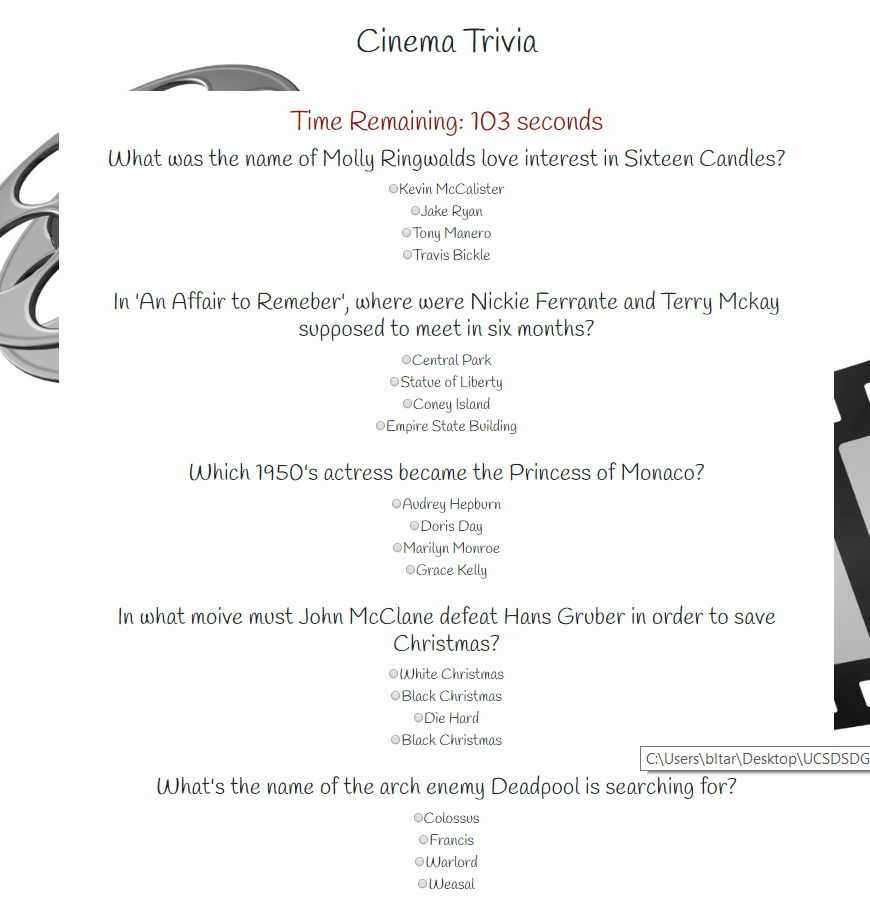 Cinema Trivia
Time Remaining: 103 seconds
What was the name of Molly Ringwalds love interest in Sixteen Candles?
Kevin McCalister
Jake Ryan
Tony Manero
Travis Bickle
In 'An Affair to Remeber', where were Nickie Ferrante and Terry Mckay
supposed to meet in six months?
Central Park
Statue of Liberty
Coney Island
Empire State Building
Which 1950's actress became the Princess of Monaco?
Audrey Hepburn
Doris Day
Marilyn Monroe
Grace Kelly
In what moive must John McClane defeat Hans Gruber in order to save
Christmas?
White Christmas
Black Christmas
Die Hard
Black Christmas
C:\Users\bltar\Desktop\UCSDSDG
What's the name of the arch enemy Deadpool is searching for?
Colossus
Francis
Warlord
Weasal